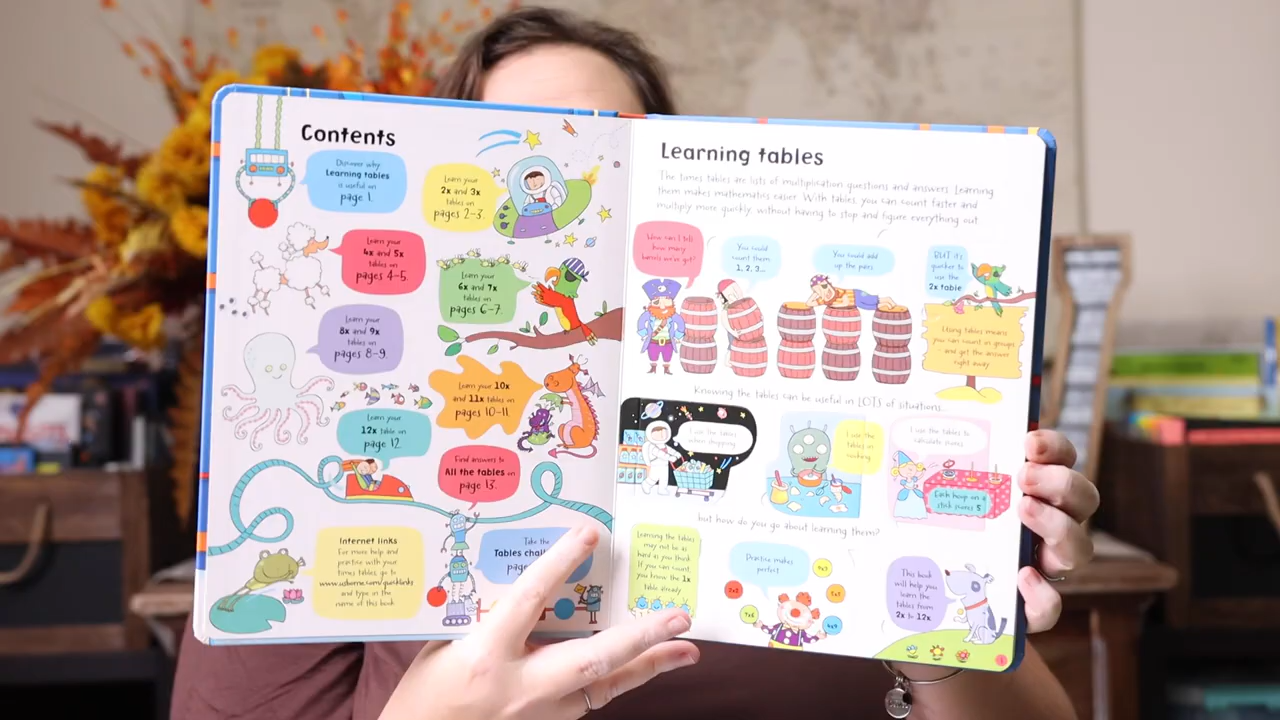 Contents
Discover why
Learning tables
is useful on
page 1.
Learn your
2x and 3x
tables on
pages 2-3.
Learn your
4x and 5x
tables on
pages 4-5.
Learn your
6x and 7x
tables on
pages 6-7.
Learn your
8x and 9x
tables on
pages 8-9.
Learn your 10x
and 11x tables on
pages 10-11.
Learn your
12x table on
page 12.
Find answers to
All the tables on
page 13.
Internet links
For more help and
practice with your
times tables, go to
www.usborne.com/quicklinks
and type in the
name of this book.
Take the
Tables chall
Learning tables
The times tables are lists of multiplication questions and answers. Learning
them makes mathematics easier. With tables, you can count faster and
multiply more quickly, without having to stop and figure everything out.
How can I tell
how many
barrels we've got?
You could
count them
1, 2, 3...
You could add
up the pairs
BUT it's
quicker to
use the
2x table
Using tables means
you can count in groups
and get the answer
right away
Knowing the tables can be useful in LOTS of situations...
I use the tables
when shopping
I use the
tables in
cooking
I use the tables to
calculate scores
Each hoop on a
stick scores 5
but how do you go about learning them?
Learning the tables
may not be as
hard as you think.
If you can count,
you know the 1x
table already
Practice makes
perfect
This book
will help you
learn the
tables from
2x to 12x
1